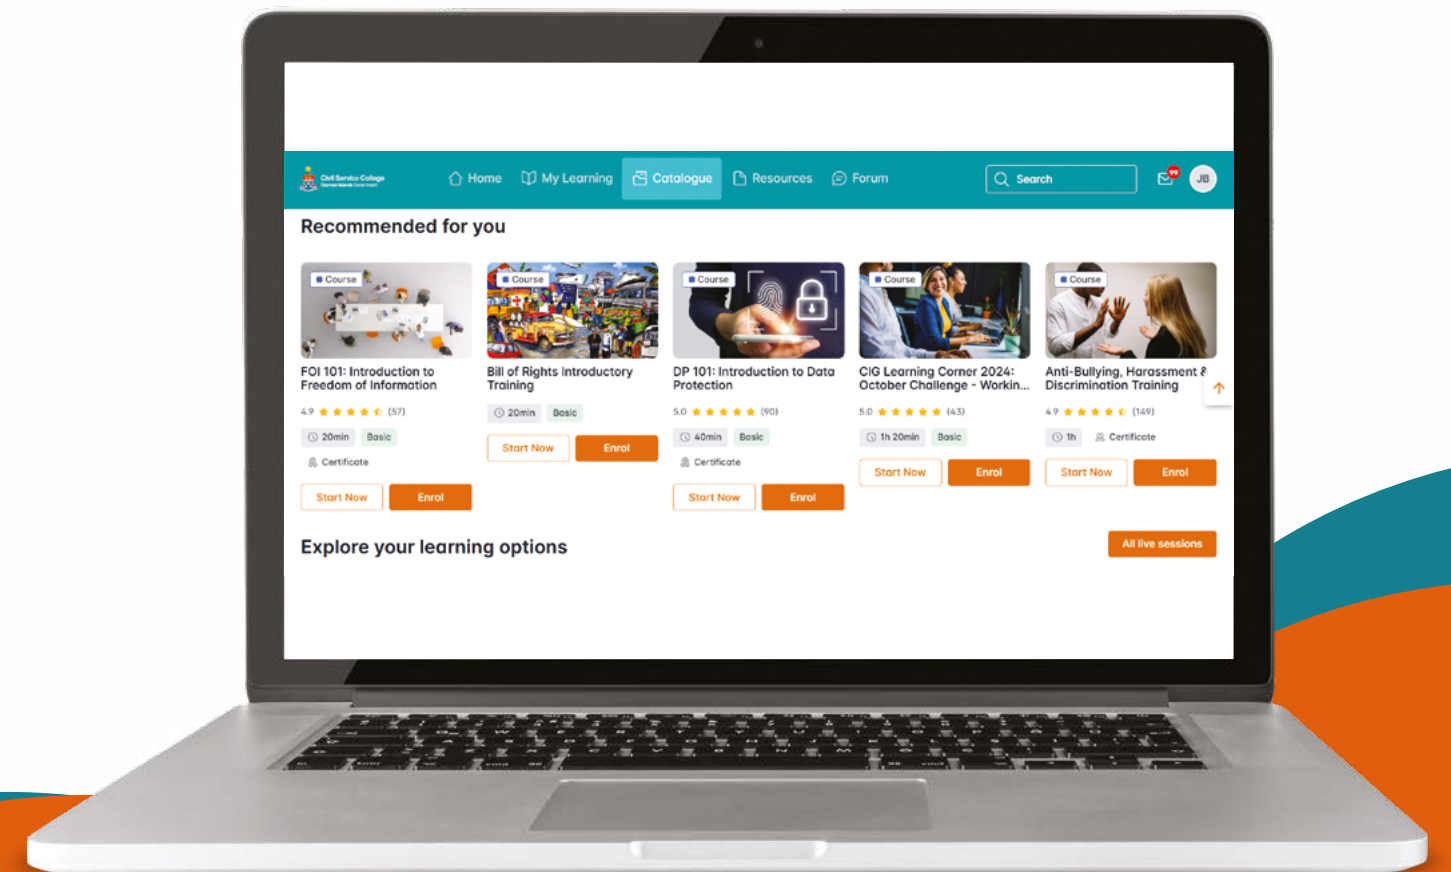 Civil Service College
Cayman Islands Government
Home
My Learning
Catalogue
Resources
Forum
Search
99
JB
Recommended for you
Course
FOI 101: Introduction to
Freedom of Information
4.9 (57)
20min Basic
Certificate
Start Now Enrol
Course
Bill of Rights Introductory
Training
20min Basic
Start Now Enrol
Course
DP 101: Introduction to Data
Protection
5.0 (90)
40min Basic
Certificate
Start Now Enrol
Course
CIG Learning Corner 2024:
October Challenge - Workin...
5.0 (43)
1h 20min Basic
Start Now Enrol
Course
Anti-Bullying, Harassment &
Discrimination Training
4.9 (149)
1h Certificate
Start Now Enrol
Explore your learning options
All live sessions